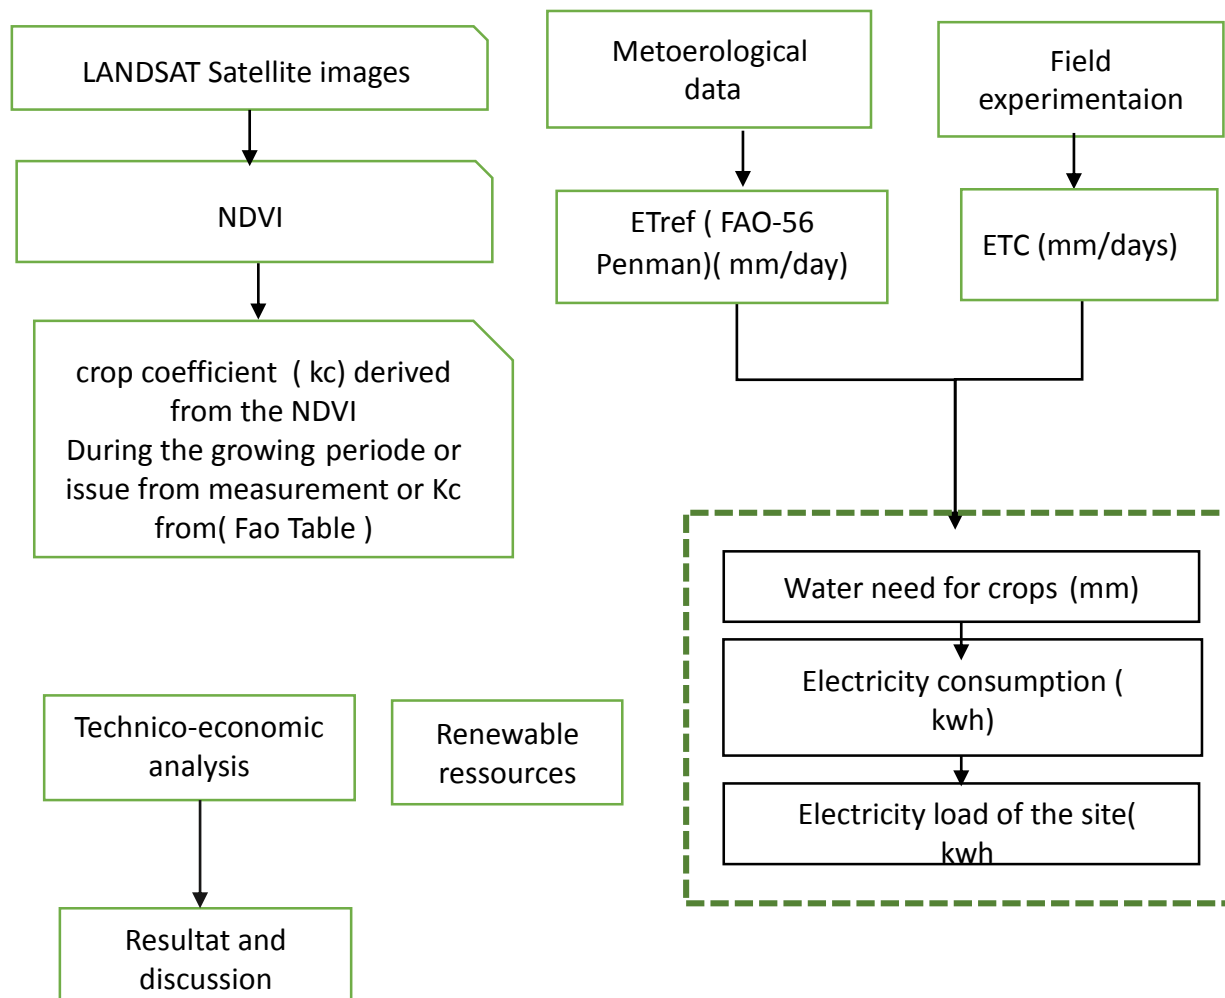 LANDSAT Satellite images
NDVI
crop coefficient ( kc) derived
from the NDVI
During the growing periode or
issue from measurement or Kc
from( Fao Table )
Metoerological
data
ETref ( FAO-56
Penman)( mm/day)
Field
experimentaion
ETC (mm/days)
Water need for crops (mm)
Electricity consumption (
kwh)
Electricity load of the site(
kwh
Technico-economic
analysis
Renewable
ressources
Resultat and
discussion